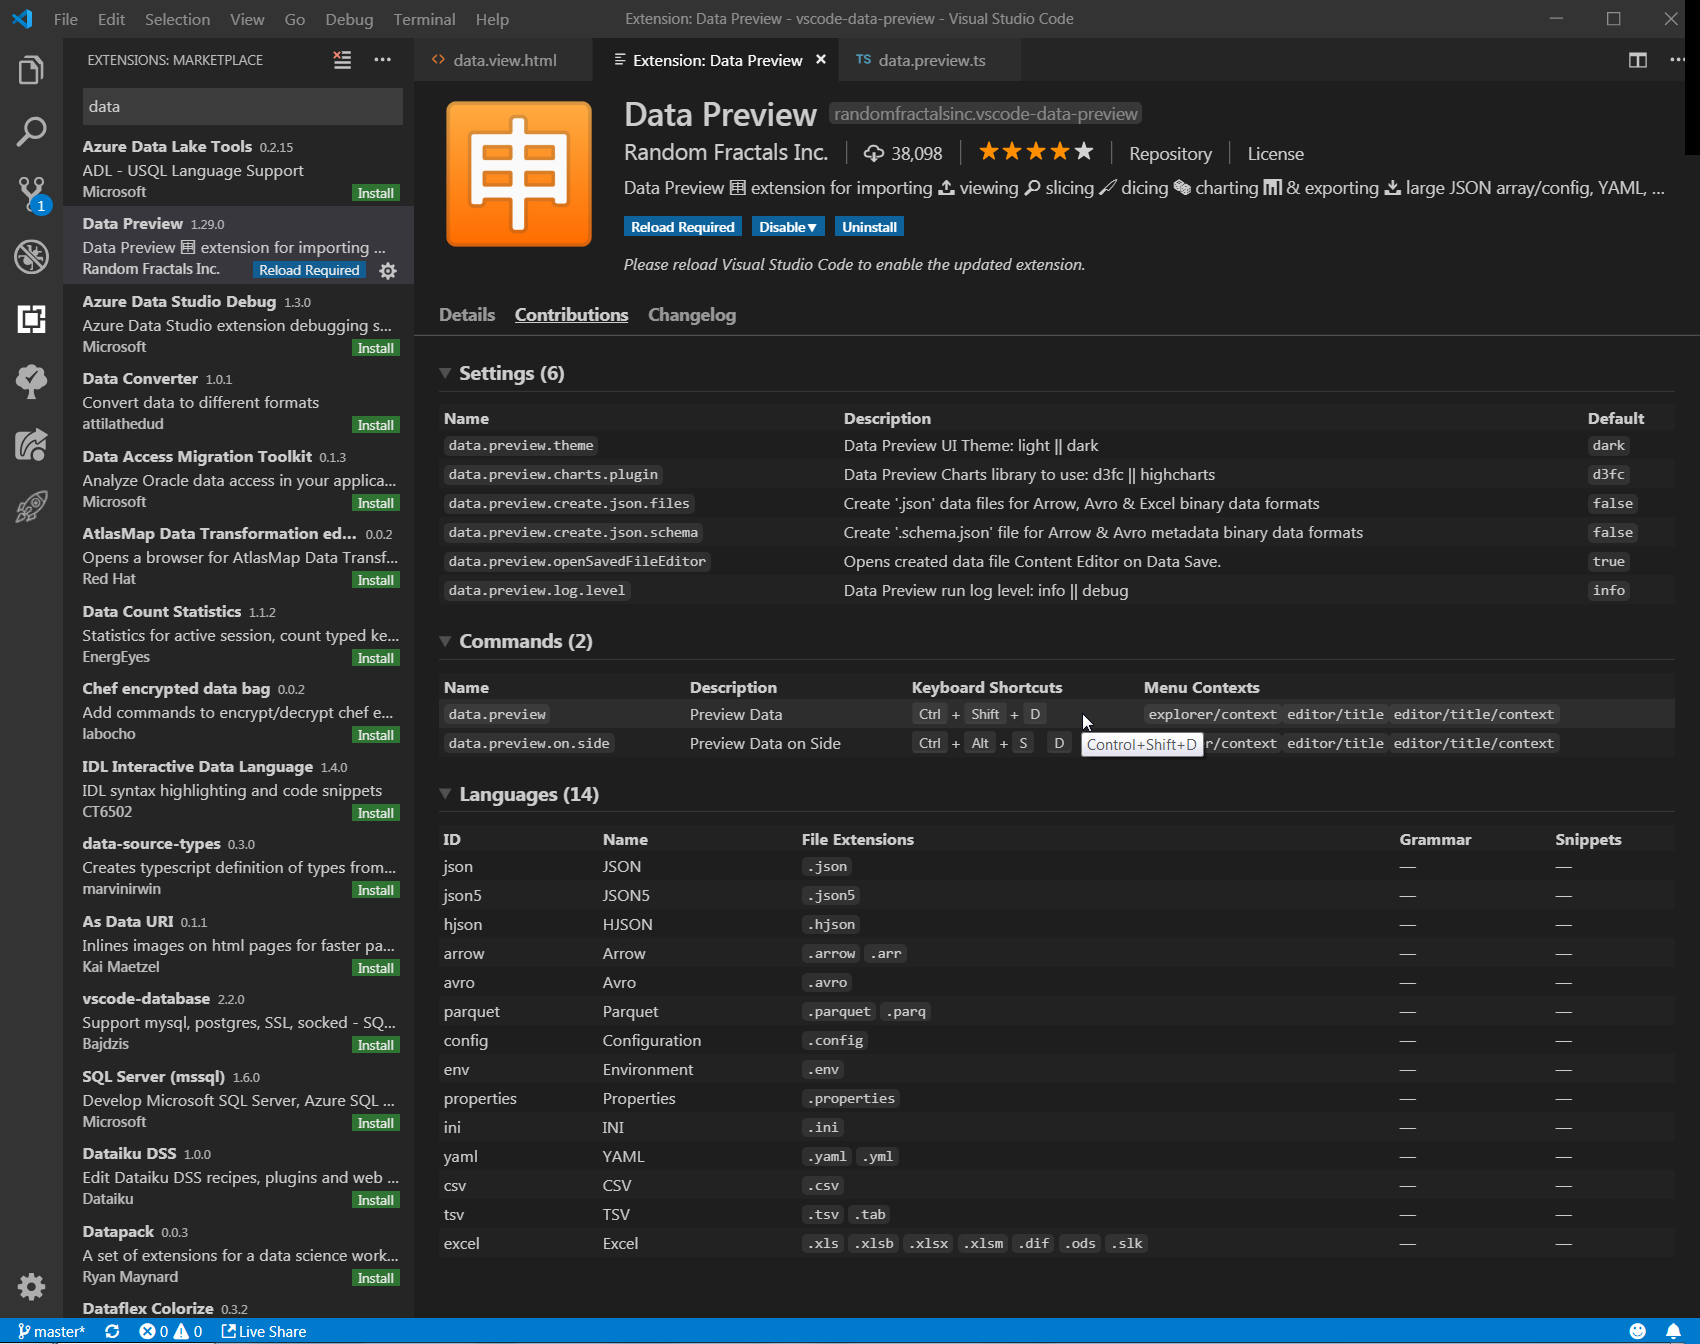 File Edit Selection View Go Debug Terminal Help
Extension: Data Preview - vscode-data-preview - Visual Studio Code
EXTENSIONS: MARKETPLACE
data
Azure Data Lake Tools 0.2.15
ADL - USQL Language Support
Microsoft Install
Data Preview 1.29.0
Data Preview 🈸 extension for importing ...
Random Fractals Inc. Reload Required
Azure Data Studio Debug 1.3.0
Azure Data Studio extension debugging s...
Microsoft Install
Data Converter 1.0.1
Convert data to different formats
attilathedud Install
Data Access Migration Toolkit 0.1.3
Analyze Oracle data access in your applica...
Microsoft Install
AtlasMap Data Transformation ed... 0.0.2
Opens a browser for AtlasMap Data Transf...
Red Hat Install
Data Count Statistics 1.1.2
Statistics for active session, count typed ke...
EnergEyes Install
Chef encrypted data bag 0.0.2
Add commands to encrypt/decrypt chef e...
labocho Install
IDL Interactive Data Language 1.4.0
IDL syntax highlighting and code snippets
CT6502 Install
data-source-types 0.3.0
Creates typescript definition of types from...
marvinirwin Install
As Data URI 0.1.1
Inlines images on html pages for faster pa...
Kai Maetzel Install
vscode-database 2.2.0
Support mysql, postgres, SSL, socked - SQ...
Bajdzis Install
SQL Server (mssql) 1.6.0
Develop Microsoft SQL Server, Azure SQL ...
Microsoft Install
Dataiku DSS 1.0.0
Edit Dataiku DSS recipes, plugins and web ...
Dataiku Install
Datapack 0.0.3
A set of extensions for a data science work...
Ryan Maynard Install
Dataflex Colorize 0.3.2
data.view.html Extension: Data Preview × TS data.preview.ts
申
Data Preview randomfractalsinc.vscode-data-preview
Random Fractals Inc. 38,098 ★★★★★ Repository License
Data Preview 🈸 extension for importing 📤 viewing 🔎 slicing 🔪 dicing 🎲 charting 📊 & exporting 📥 large JSON array/config, YAML, ...
Reload Required Disable▼ Uninstall
Please reload Visual Studio Code to enable the updated extension.
Details Contributions Changelog
Settings (6)
Name Description Default
data.preview.theme Data Preview UI Theme: light || dark dark
data.preview.charts.plugin Data Preview Charts library to use: d3fc || highcharts d3fc
data.preview.create.json.files Create '.json' data files for Arrow, Avro & Excel binary data formats false
data.preview.create.json.schema Create '.schema.json' file for Arrow & Avro metadata binary data formats false
data.preview.openSavedFileEditor Opens created data file Content Editor on Data Save. true
data.preview.log.level Data Preview run log level: info || debug info
Commands (2)
Name Description Keyboard Shortcuts Menu Contexts
data.preview Preview Data Ctrl + Shift + D explorer/context editor/title editor/title/context
data.preview.on.side Preview Data on Side Ctrl + Alt + S D r/context editor/title editor/title/context
Control+Shift+D
Languages (14)
ID Name File Extensions Grammar Snippets
json JSON .json — —
json5 JSON5 .json5 — —
hjson HJSON .hjson — —
arrow Arrow .arrow .arr — —
avro Avro .avro — —
parquet Parquet .parquet .parq — —
config Configuration .config — —
env Environment .env — —
properties Properties .properties — —
ini INI .ini — —
yaml YAML .yaml .yml — —
csv CSV .csv — —
tsv TSV .tsv .tab — —
excel Excel .xls .xlsb .xlsx .xlsm .dif .ods .slk — —
1
master* 0 0 Live Share